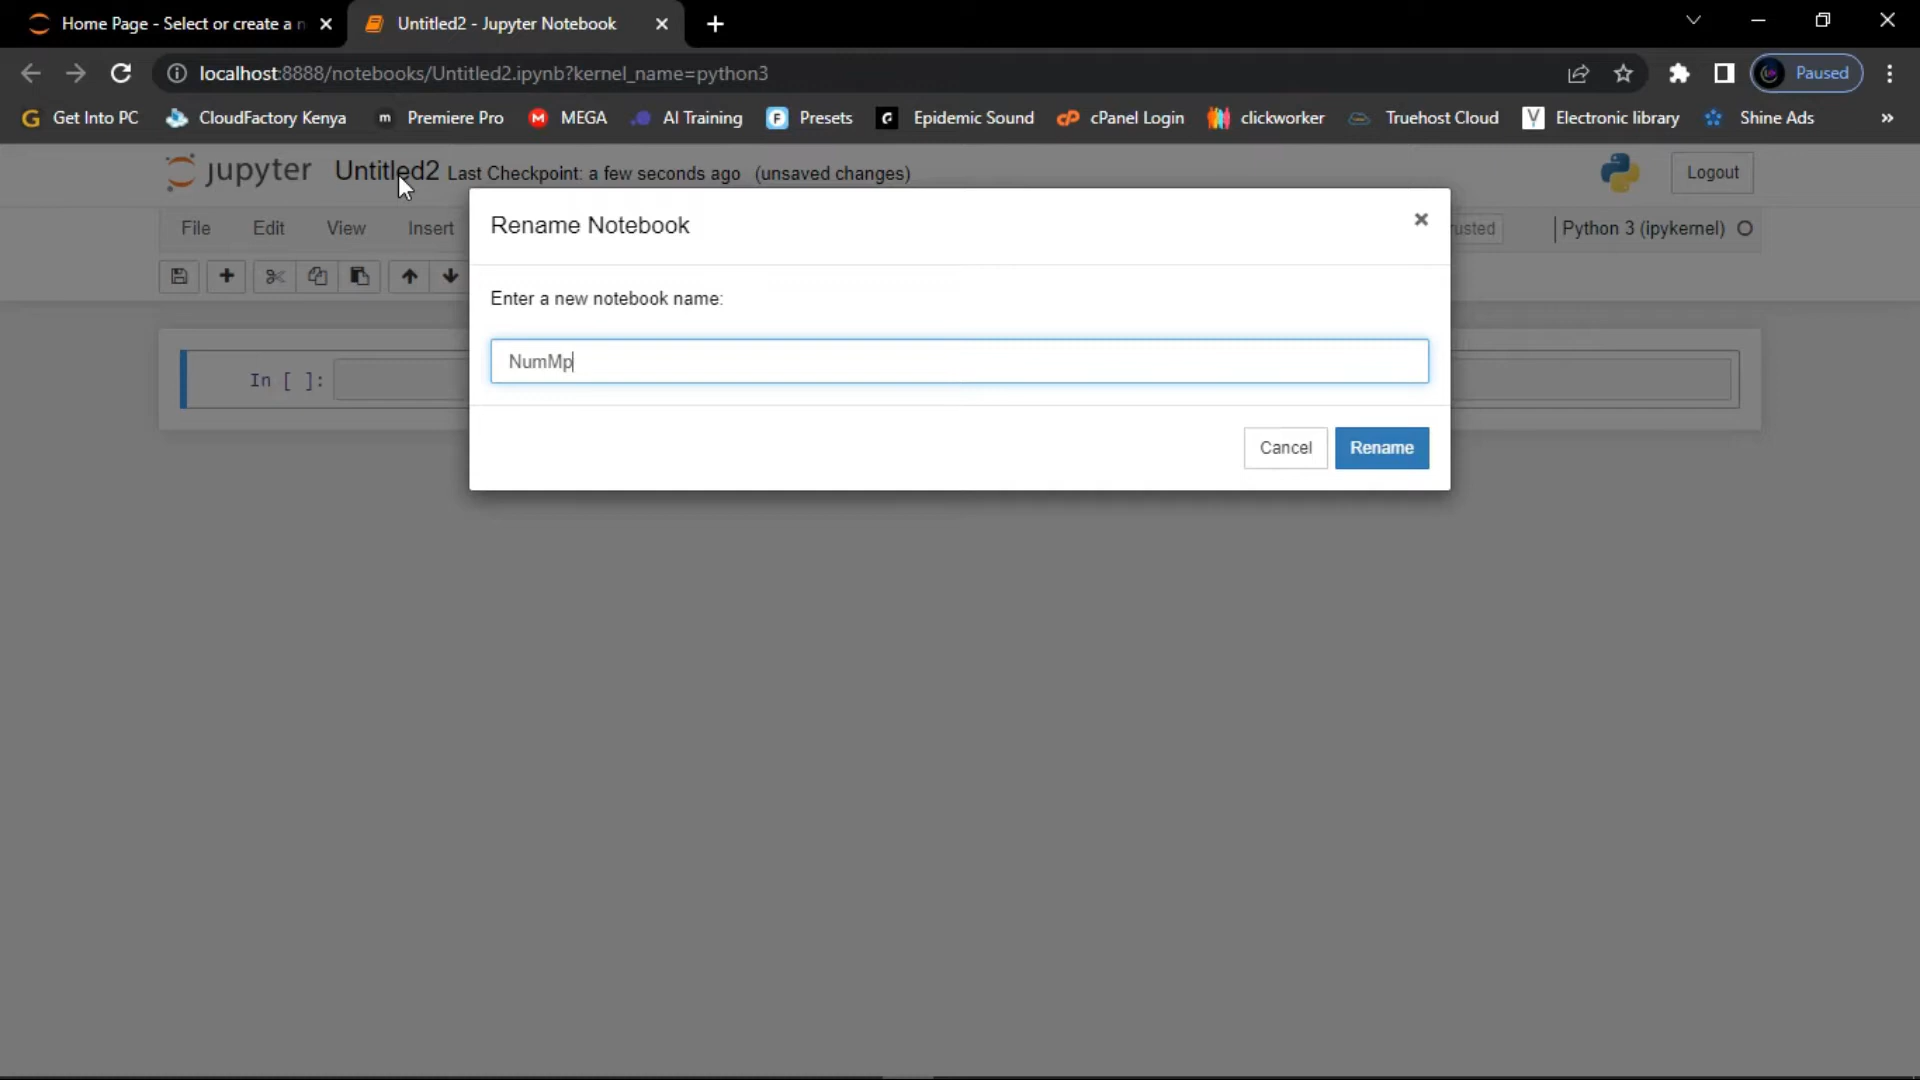 Home Page - Select or create a n
Untitled2 - Jupyter Notebook
localhost:8888/notebooks/Untitled2.ipynb?kernel_name=python3
Paused
Get Into PC
CloudFactory Kenya
m Premiere Pro
M MEGA
AI Training
F Presets
Epidemic Sound
cP cPanel Login
clickworker
Truehost Cloud
Y Electronic library
Shine Ads
»
jupyter Untitled2 Last Checkpoint: a few seconds ago (unsaved changes)
Logout
Rename Notebook
File Edit View Insert
usted
Python 3 (ipykernel)
Enter a new notebook name:
NumMp
In [ ]:
Cancel
Rename